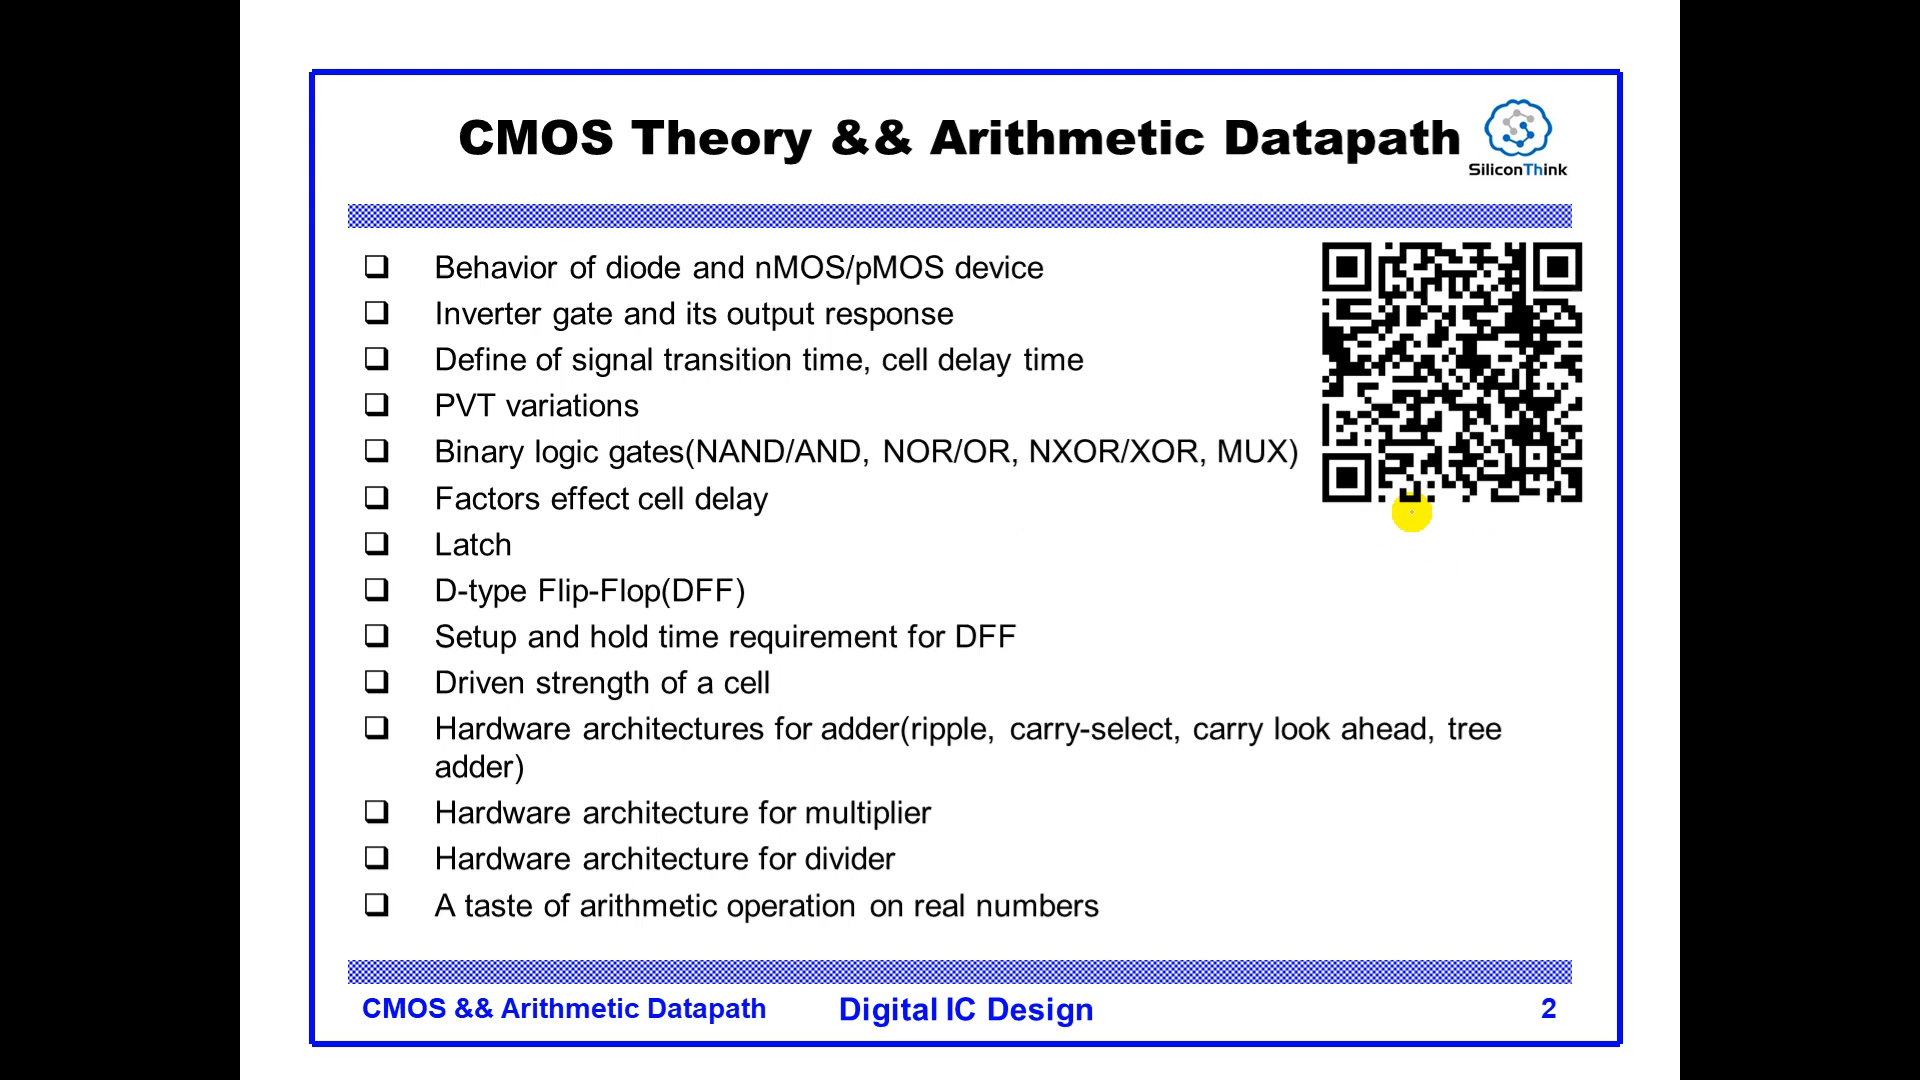 CMOS Theory && Arithmetic Datapath
SiliconThink
Behavior of diode and nMOS/pMOS device
Inverter gate and its output response
Define of signal transition time, cell delay time
PVT variations
Binary logic gates(NAND/AND, NOR/OR, NXOR/XOR, MUX)
Factors effect cell delay
Latch
D-type Flip-Flop(DFF)
Setup and hold time requirement for DFF
Driven strength of a cell
Hardware architectures for adder(ripple, carry-select, carry look ahead, tree
adder)
Hardware architecture for multiplier
Hardware architecture for divider
A taste of arithmetic operation on real numbers
CMOS && Arithmetic Datapath
Digital IC Design
2